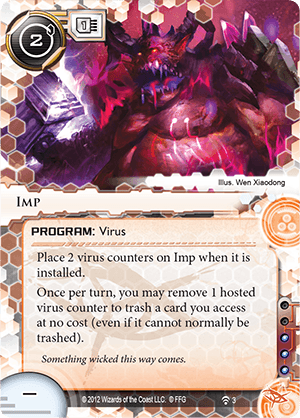 2
1
Illus. Wen Xiaodong
Imp
PROGRAM: Virus
Place 2 virus counters on Imp when it is
installed.
Once per turn, you may remove 1 hosted
virus counter to trash a card you access
at no cost (even if it cannot normally be
trashed).
Something wicked this way comes.
–
© 2012 Wizards of the Coast LLC. © FFG
3